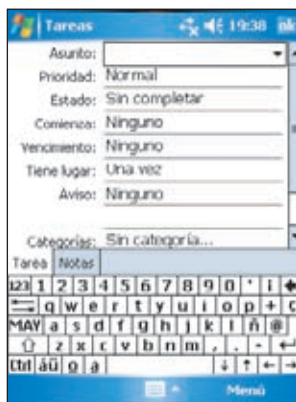 Tareas 19:38 ok
Asunto:
Prioridad: Normal
Estado: Sin completar
Comienza: Ninguno
Vencimiento: Ninguno
Tiene lugar: Una vez
Aviso: Ninguno
Categorías: Sin categoría...
Tarea Notas
123 1 2 3 4 5 6 7 8 9 0 ' ¡
q w e r t y u i o p + ç
MAY a s d f g h j k l ñ @
z x c v b n m , . -
Ctrl áü º ª
Menú